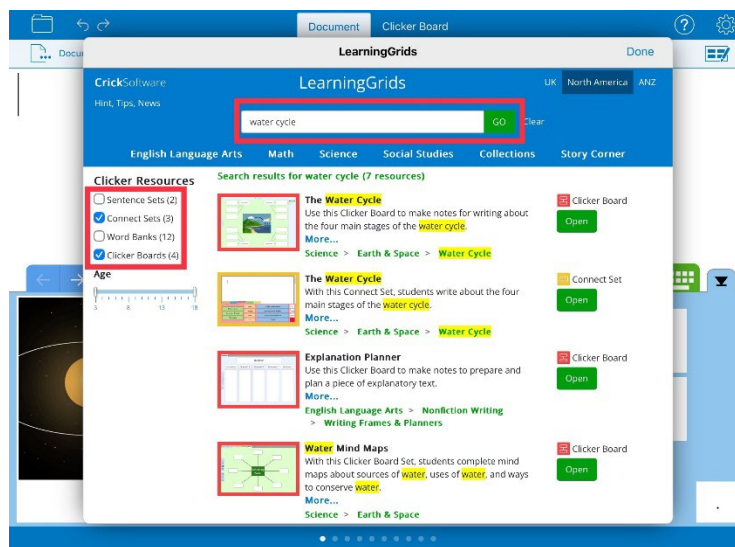 Document
Clicker Board
?
Docu
LearningGrids
Done
CrickSoftware
LearningGrids
UK
North America
ANZ
Hint, Tips, News
water cycle
GO
Clear
English Language Arts
Math
Science
Social Studies
Collections
Story Corner
Clicker Resources
Sentence Sets (2)
Connect Sets (3)
Word Banks (12)
Clicker Boards (4)
Age
3
8
13
18
Search results for water cycle (7 resources)
The Water Cycle
Use this Clicker Board to make notes for writing about
the four main stages of the water cycle.
More...
Science > Earth & Space > Water Cycle
Clicker Board
Open
The Water Cycle
With this Connect Set, students write about the four
main stages of the water cycle.
More...
Science > Earth & Space > Water Cycle
Connect Set
Open
Explanation Planner
Use this Clicker Board to make notes to prepare and
plan a piece of explanatory text.
More...
English Language Arts > Nonfiction Writing
> Writing Frames & Planners
Clicker Board
Open
Water Mind Maps
With this Clicker Board Set, students complete mind
maps about sources of water, uses of water, and ways
to conserve water.
More...
Science > Earth & Space
Clicker Board
Open
.